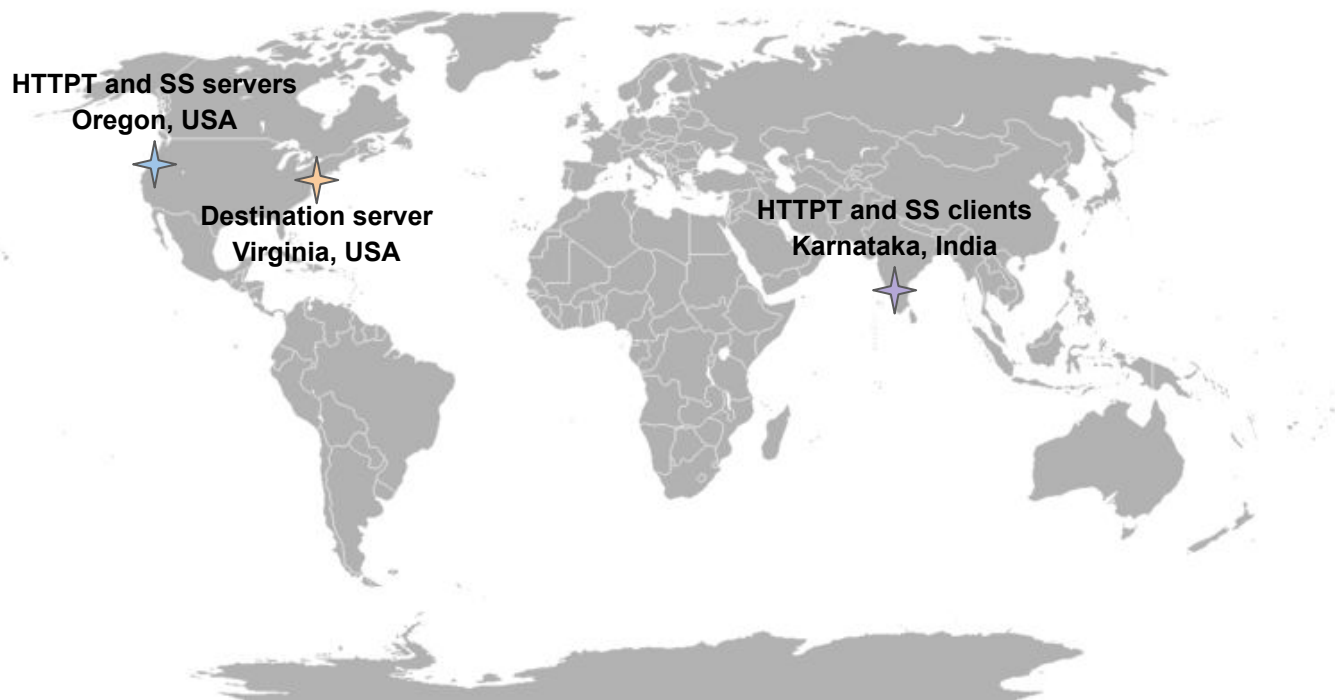 HTTPT and SS servers
Oregon, USA
Destination server
Virginia, USA
HTTPT and SS clients
Karnataka, India